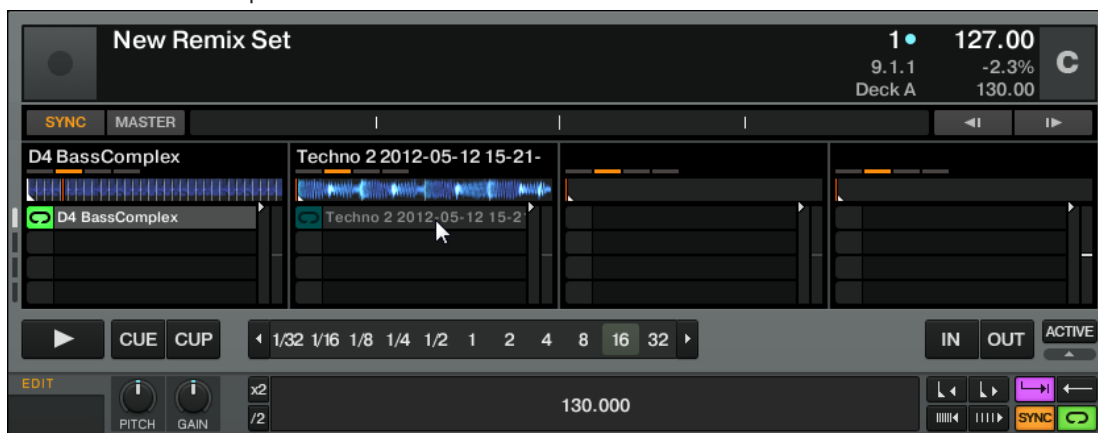 New Remix Set
1 127.00
9.1.1 -2.3%
Deck A 130.00
C
SYNC MASTER
D4 BassComplex Techno 2 2012-05-12 15-21-
D4 BassComplex Techno 2 2012-05-12 15-2
CUE CUP 1/32 1/16 1/8 1/4 1/2 1 2 4 8 16 32 IN OUT ACTIVE
EDIT
x2
/2
130.000
PITCH GAIN
SYNC